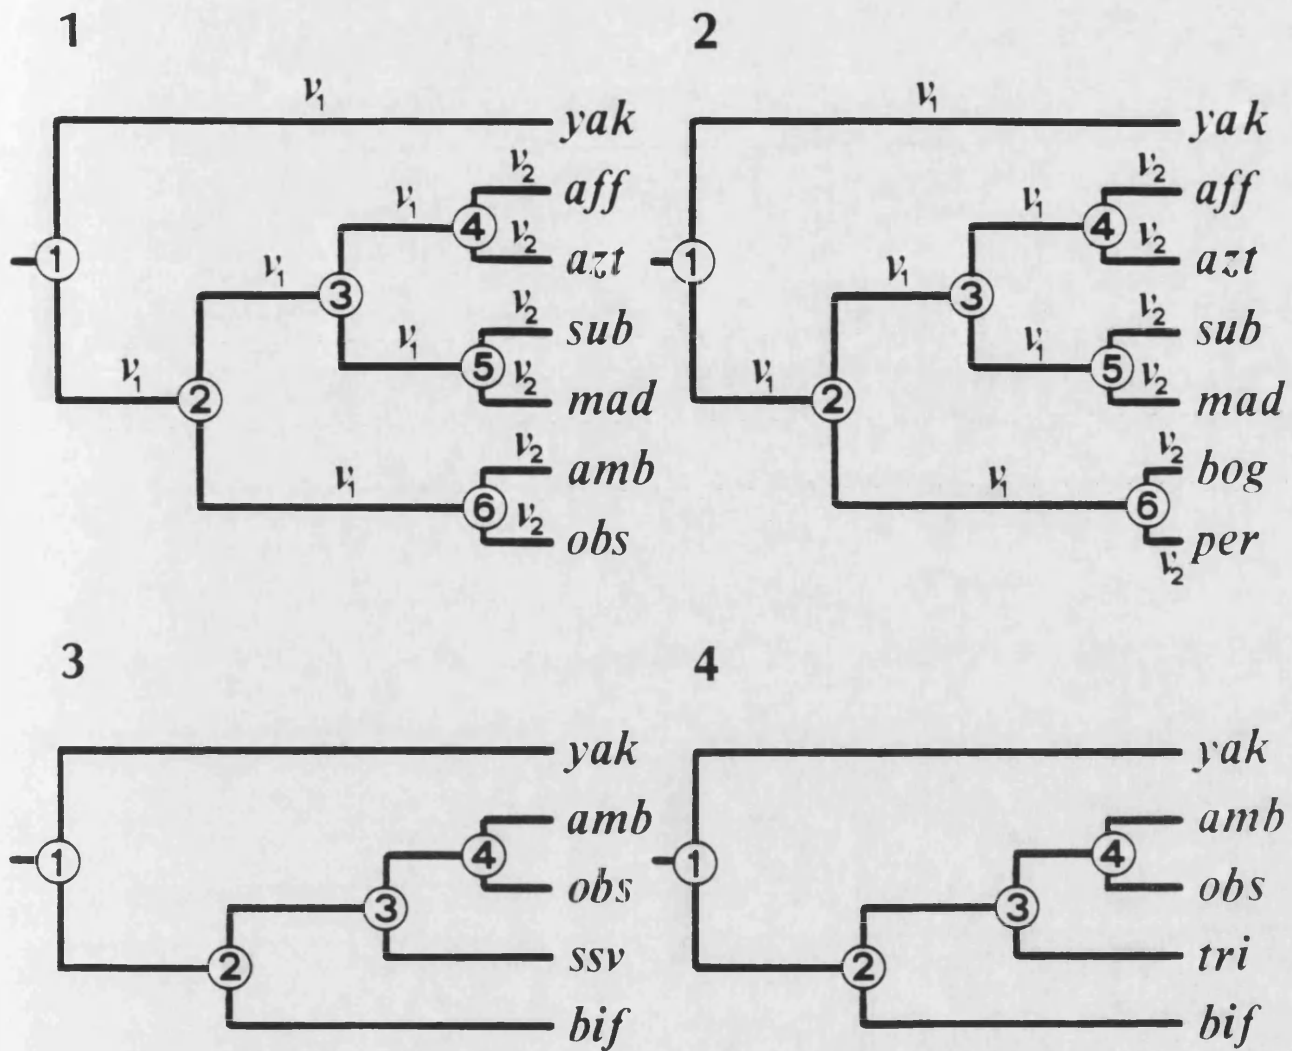 1
v₁
yak
v₂
aff
v₁
4
v₂
azt
1
v₁
3
v₂
sub
v₁
5
v₂
mad
v₁
2
v₂
amb
v₁
6
v₂
obs
2
v₁
yak
v₂
aff
v₁
4
v₂
azt
1
v₁
3
v₂
sub
v₁
5
v₂
mad
v₁
2
v₂
bog
v₁
6
per
v₂
3
yak
amb
1
4
obs
3
ssv
2
bif
4
yak
amb
1
4
obs
3
tri
2
bif